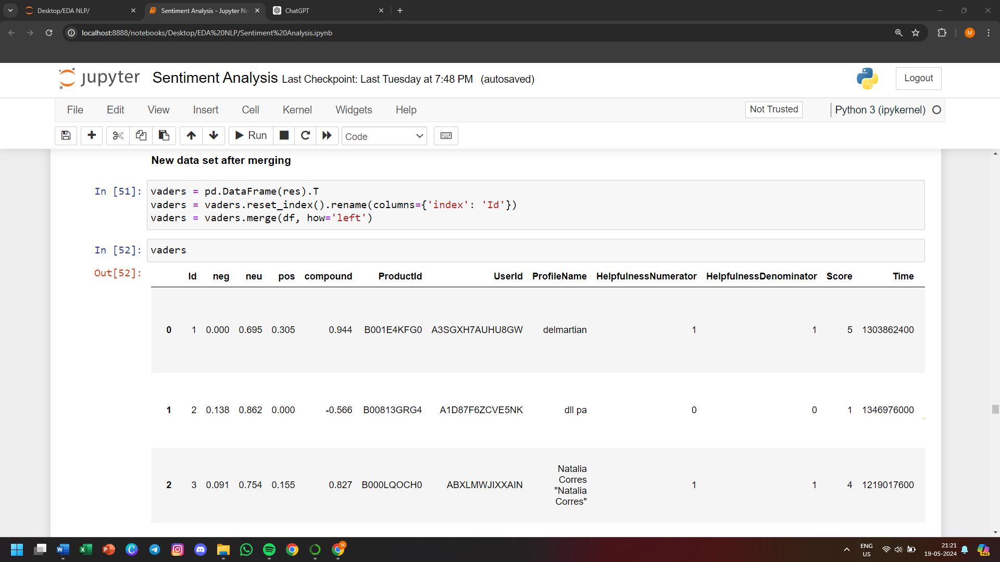 Desktop/EDA NLP/
Sentiment Analysis - Jupyter No
ChatGPT
localhost:8888/notebooks/Desktop/EDA%20NLP/Sentiment%20Analysis.ipynb
M
jupyter Sentiment Analysis Last Checkpoint: Last Tuesday at 7:48 PM (autosaved)
Logout
File Edit View Insert Cell Kernel Widgets Help
Not Trusted
Python 3 (ipykernel)
Run
Code
New data set after merging
In [51]: vaders = pd.DataFrame(res).T
vaders = vaders.reset_index().rename(columns={'index': 'Id'})
vaders = vaders.merge(df, how='left')
In [52]: vaders
Out[52]:
Id neg neu pos compound ProductId UserId ProfileName HelpfulnessNumerator HelpfulnessDenominator Score Time
0 1 0.000 0.695 0.305 0.944 B001E4KFG0 A3SGXH7AUHU8GW delmartian 1 1 5 1303862400
1 2 0.138 0.862 0.000 -0.566 B00813GRG4 A1D87F6ZCVE5NK dll pa 0 0 1 1346976000
2 3 0.091 0.754 0.155 0.827 B000LQOCH0 ABXLMWJIXXAIN Natalia
Corres
"Natalia
Corres" 1 1 4 1219017600
ENG
US
21:21
19-05-2024
PRE